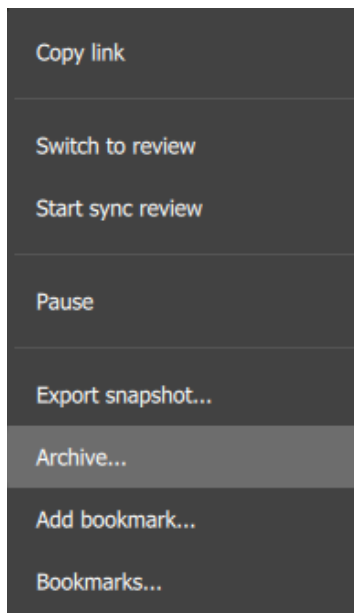 Copy link
Switch to review
Start sync review
Pause
Export snapshot...
Archive...
Add bookmark...
Bookmarks...